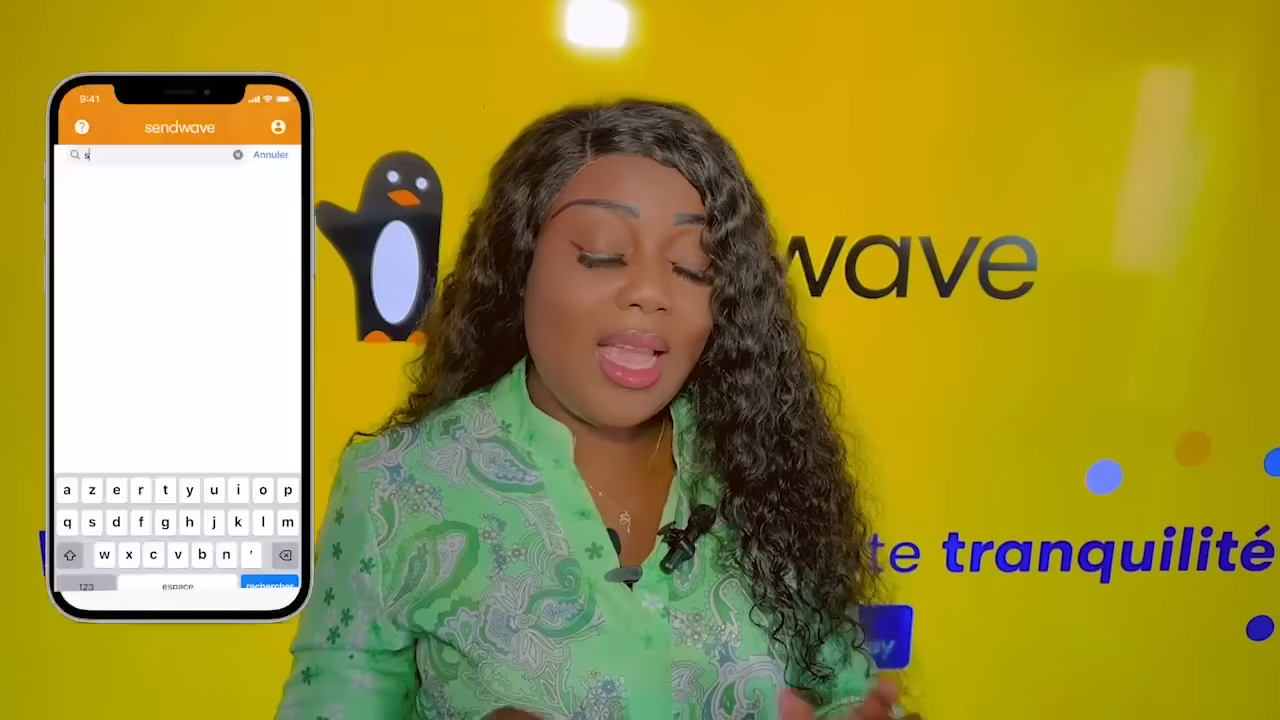 9:41
sendwave
s
Annuler
a z e r t y u i o p
q s d f g h j k l m
w x c v b n '
123 espace rechercher
wave
te tranquilité